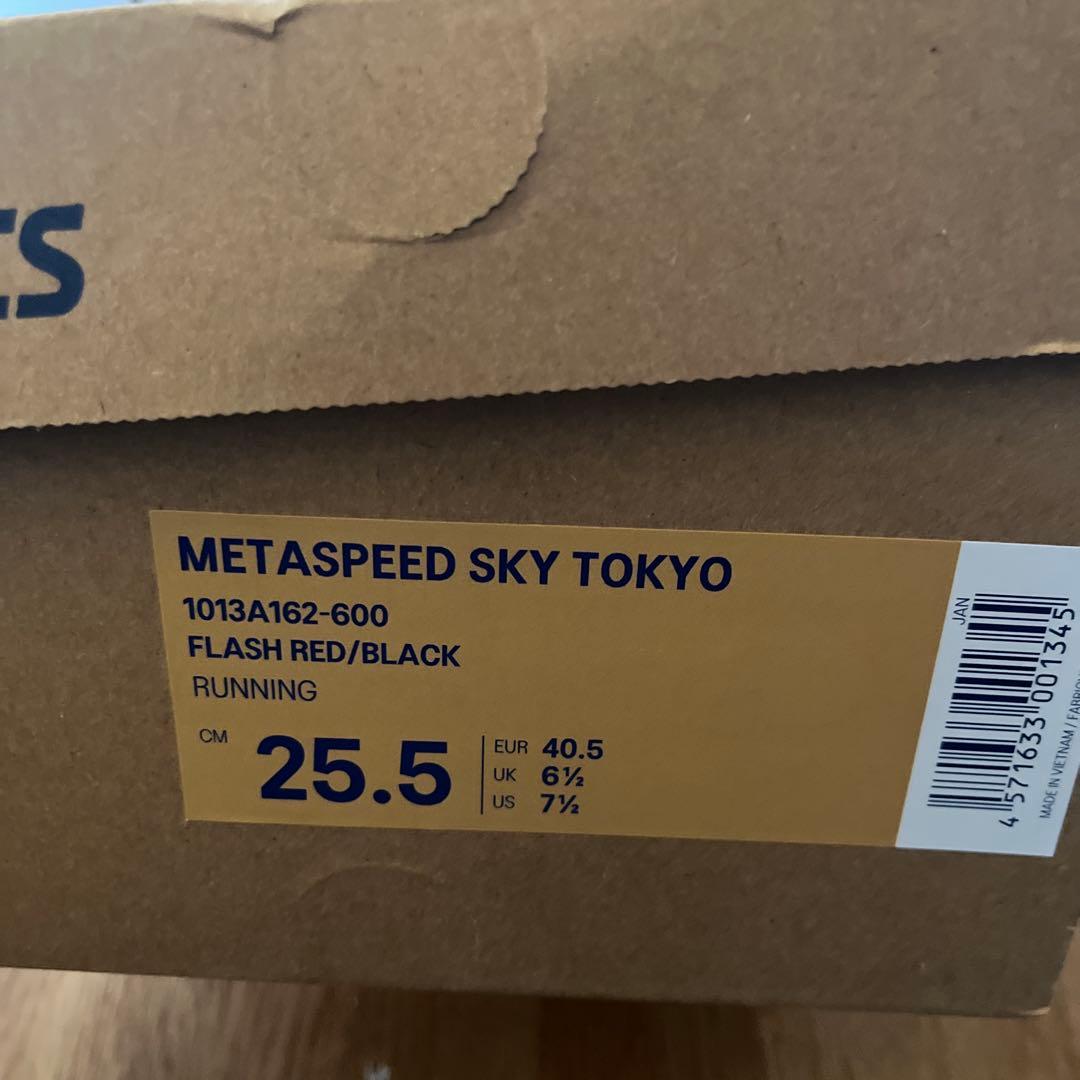 CS
METASPEED SKY TOKYO
1013A162-600
FLASH RED/BLACK
RUNNING
CM 25.5
EUR 40.5
UK 6½
US 7½
JAN
4 571633 001345
MADE IN VIETNAM /